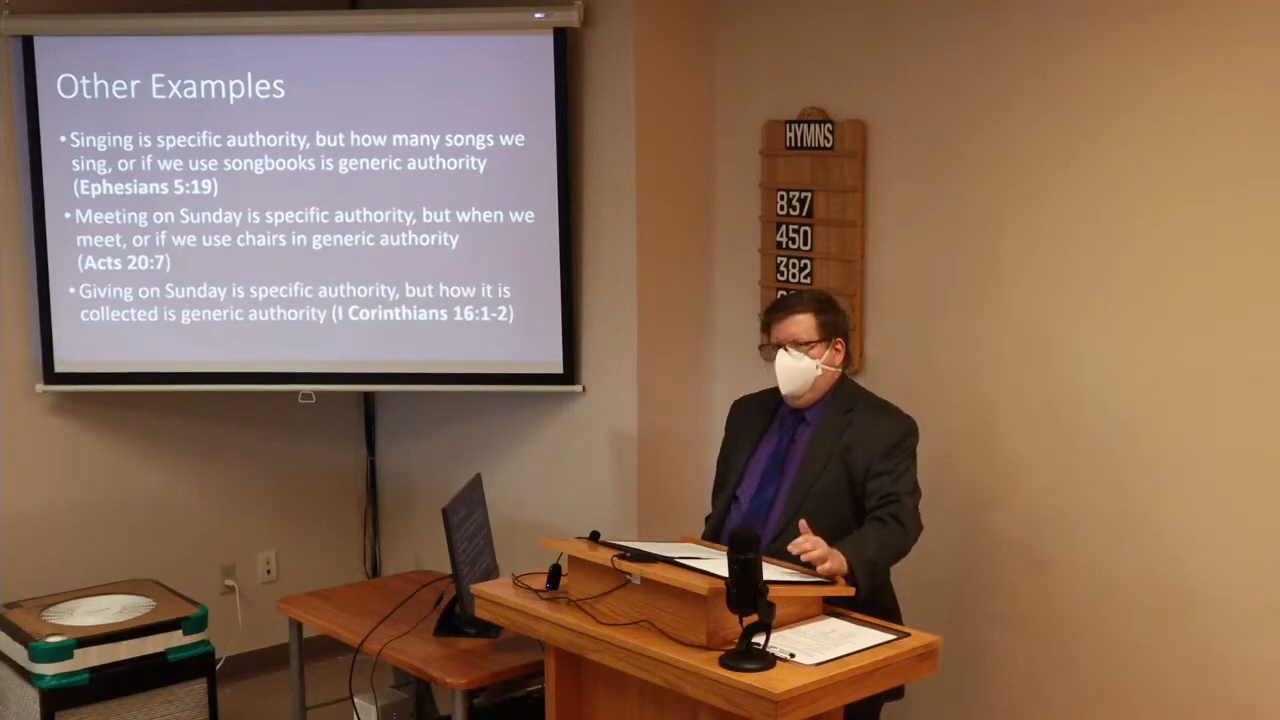 Other Examples
• Singing is specific authority, but how many songs we
sing, or if we use songbooks is generic authority
(Ephesians 5:19)
• Meeting on Sunday is specific authority, but when we
meet, or if we use chairs in generic authority
(Acts 20:7)
• Giving on Sunday is specific authority, but how it is
collected is generic authority (I Corinthians 16:1-2)
HYMNS
837
450
382